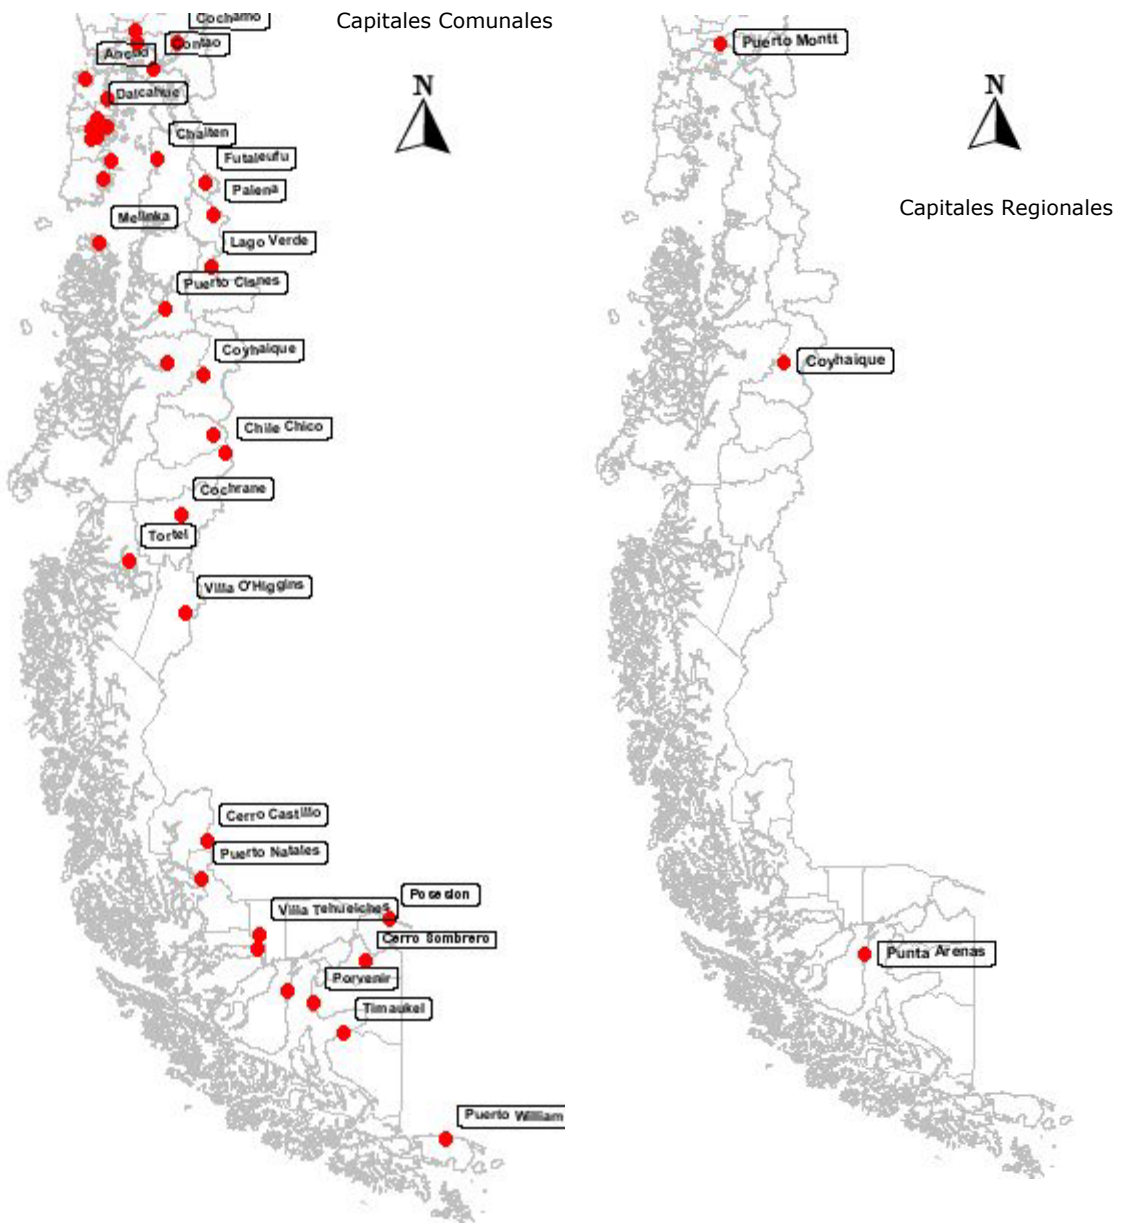 Cochamo
Capitales Comunales
Contao
Ancud
Dalcahue
Chaiten
Futaleufu
Palena
Melinka
Lago Verde
Puerto Cisnes
Coyhaique
Chile Chico
Cochrane
Tortel
Villa O'Higgins
Cerro Castillo
Puerto Natales
Villa Tehuelches
Posesion
Cerro Sombrero
Porvenir
Timaukel
Puerto William
N
Puerto Montt
N
Capitales Regionales
Coyhaique
Punta Arenas